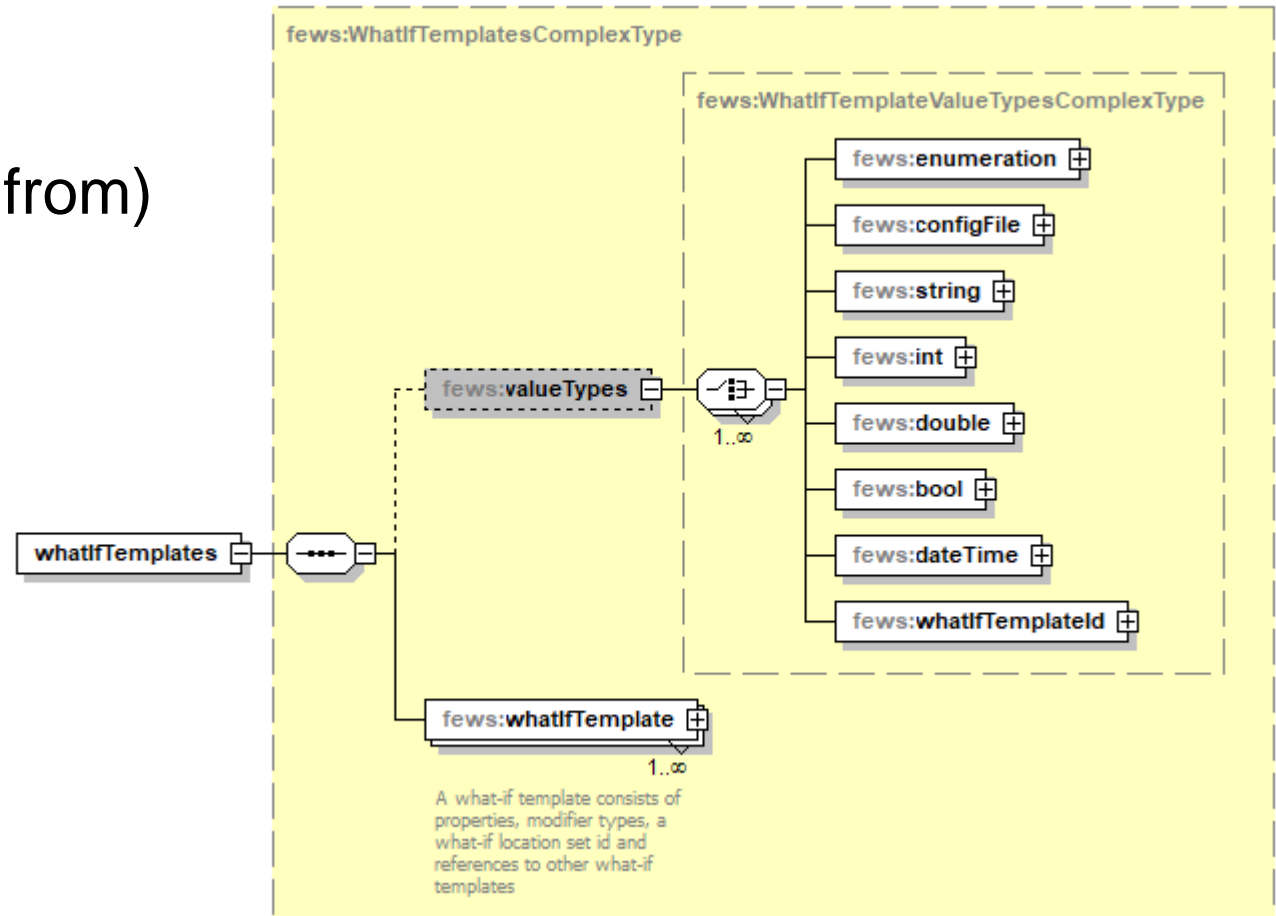 fews:WhatIfTemplatesComplexType
fews:WhatIfTemplateValueTypesComplexType
from)
fews:enumeration
fews:configFile
fews:string
fews:int
fews:valueTypes
1..∞
fews:double
fews:bool
whatIfTemplates
fews:dateTime
fews:whatIfTemplateId
fews:whatIfTemplate
1..∞
A what-if template consists of
properties, modifier types, a
what-if location set id and
references to other what-if
templates